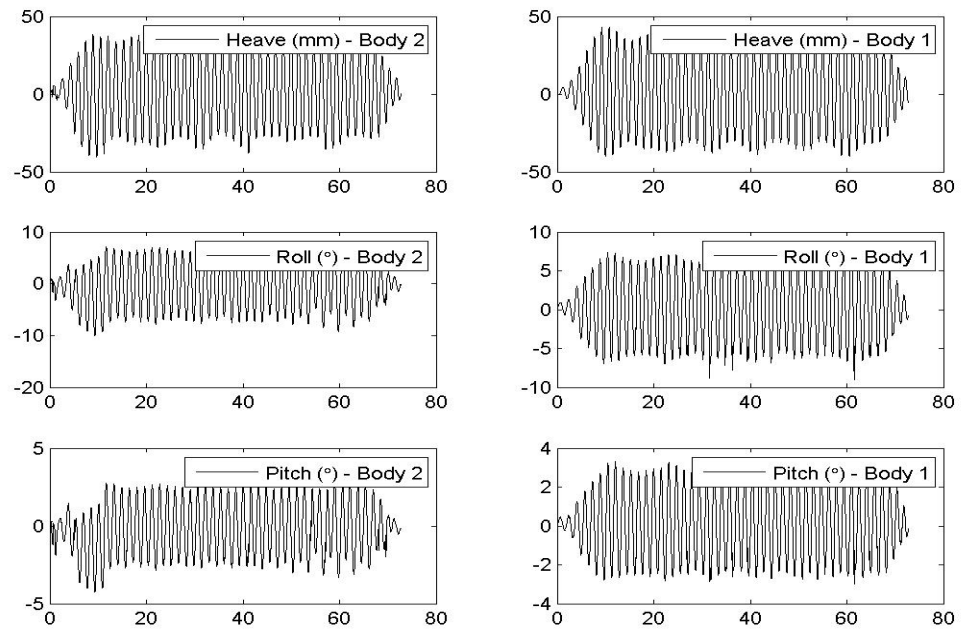 50
0
-50
0 20 40 60 80
Heave (mm) - Body 2
50
0
-50
0 20 40 60 80
Heave (mm) - Body 1
10
0
-10
-20
0 20 40 60 80
Roll (°) - Body 2
10
5
0
-5
-10
0 20 40 60 80
Roll (°) - Body 1
5
0
-5
0 20 40 60 80
Pitch (°) - Body 2
4
2
0
-2
-4
0 20 40 60 80
Pitch (°) - Body 1